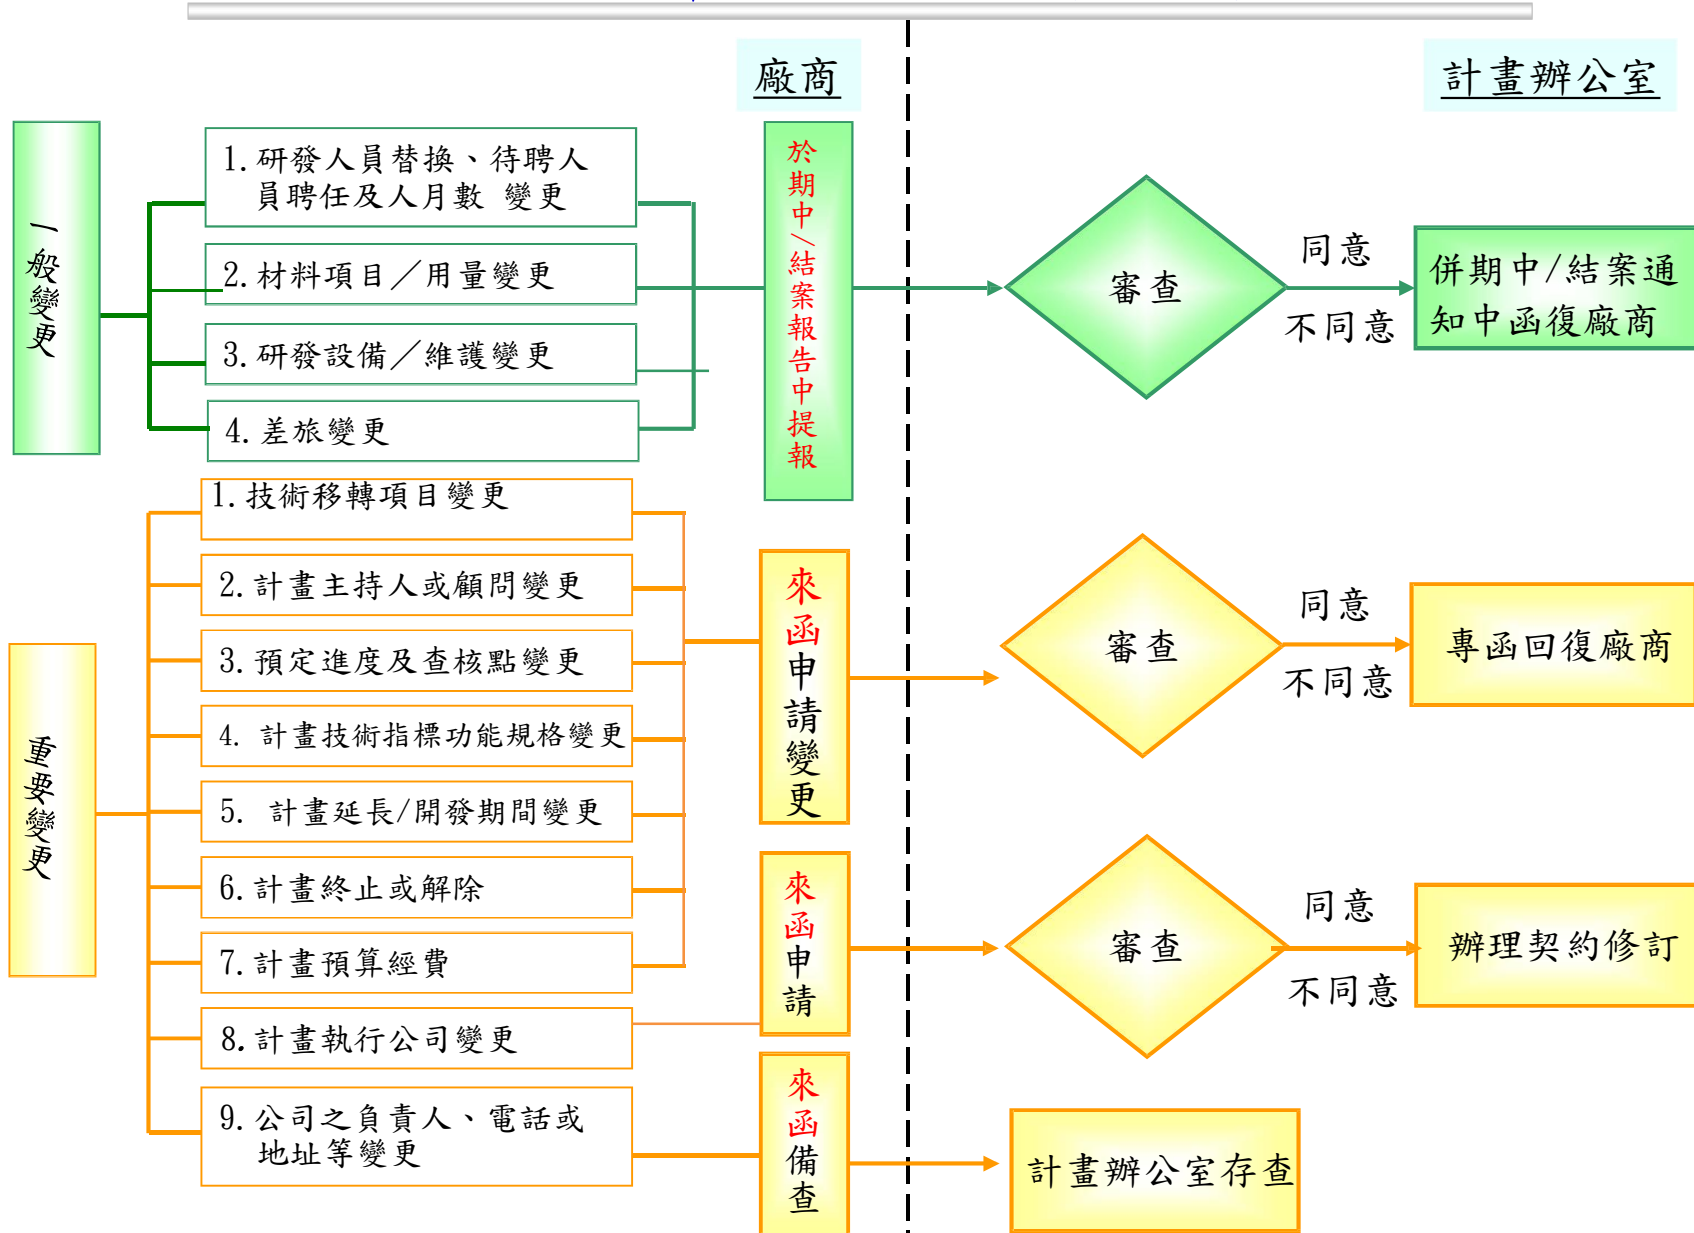 廠商
計畫辦公室
一般變更
1.研發人員替換、待聘人
員聘任及人月數 變更
2.材料項目／用量變更
3.研發設備／維護變更
4.差旅變更
於期中/結案報告中提報
審查
同意
不同意
併期中/結案通
知中函復廠商
重要變更
1.技術移轉項目變更
2.計畫主持人或顧問變更
3.預定進度及查核點變更
4. 計畫技術指標功能規格變更
5. 計畫延長/開發期間變更
6.計畫終止或解除
7.計畫預算經費
8.計畫執行公司變更
9.公司之負責人、電話或
地址等變更
來函申請變更
審查
同意
不同意
專函回復廠商
來函申請
審查
同意
不同意
辦理契約修訂
來函備查
計畫辦公室存查